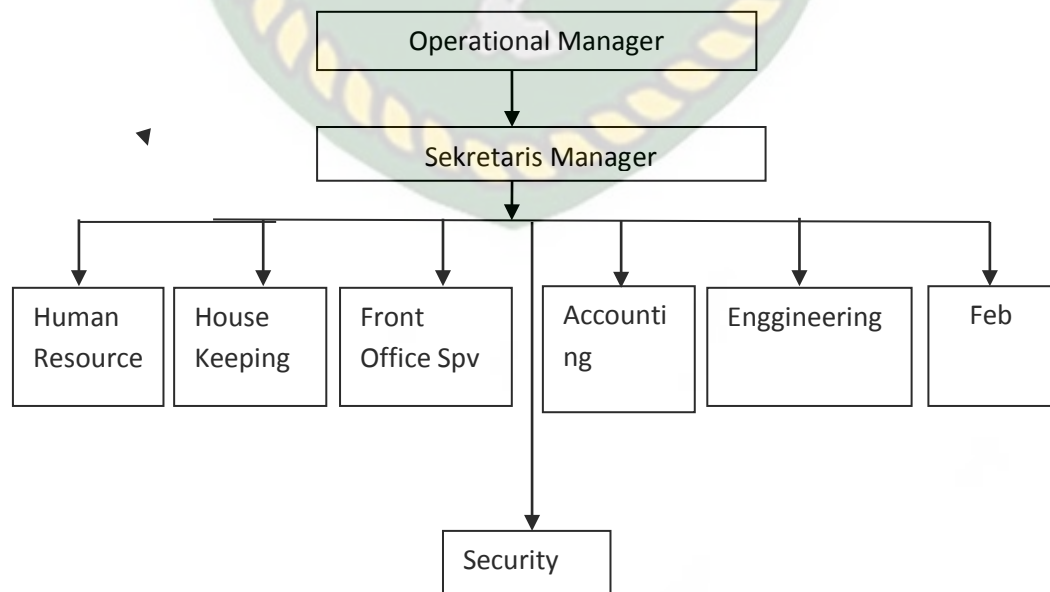 Operational Manager
Sekretaris Manager
Human
Resource
House
Keeping
Front
Office Spv
Accounti
ng
Enggineering
Feb
Security